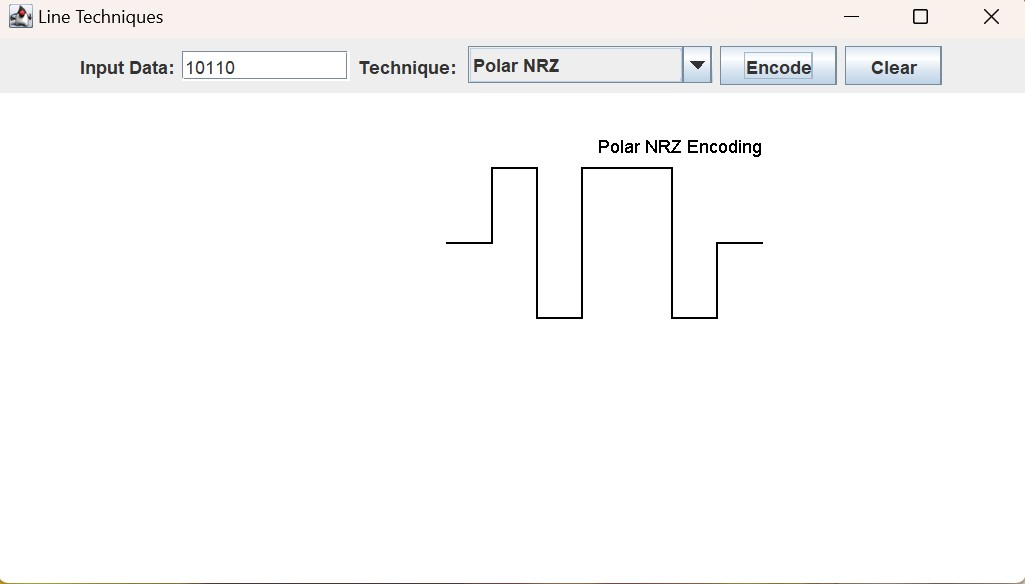 Line Techniques
Input Data: 10110 Technique: Polar NRZ Encode Clear
Polar NRZ Encoding